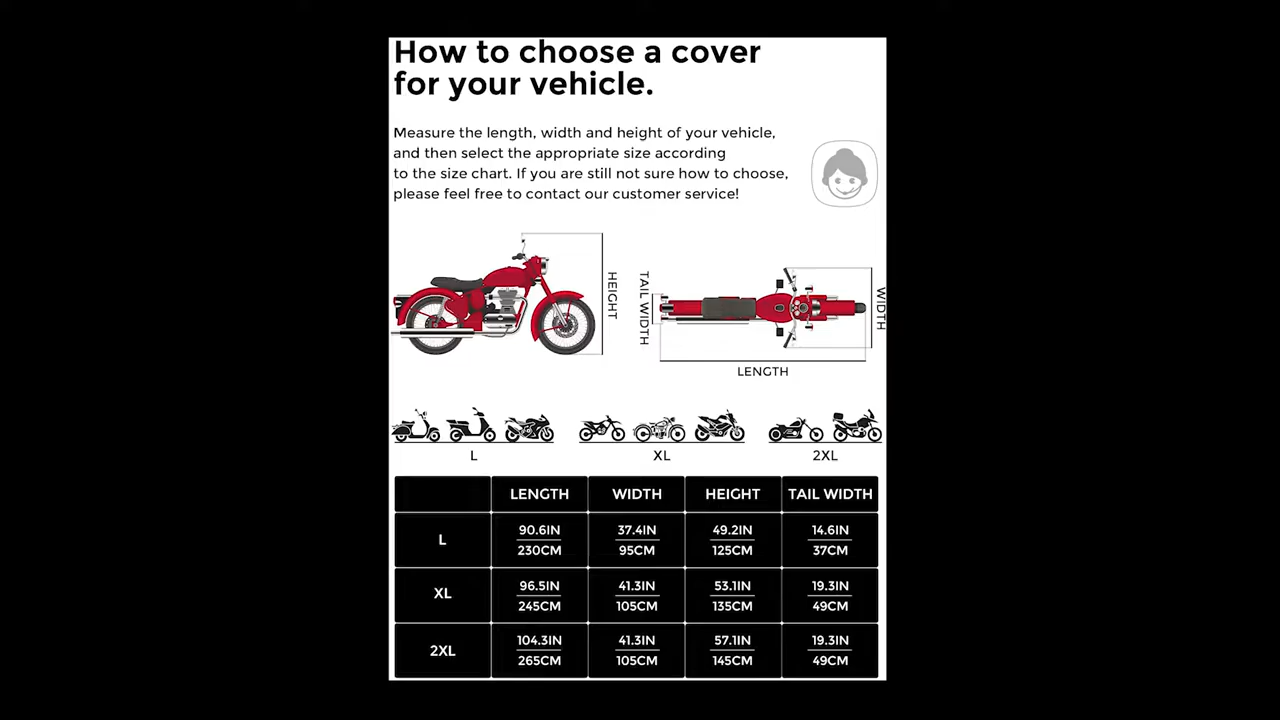 How to choose a cover
for your vehicle.
Measure the length, width and height of your vehicle,
and then select the appropriate size according
to the size chart. If you are still not sure how to choose,
please feel free to contact our customer service!
HEIGHT
TAIL WIDTH
WIDTH
LENGTH
L XL 2XL
LENGTH WIDTH HEIGHT TAIL WIDTH
90.6IN 37.4IN 49.2IN 14.6IN
L
230CM 95CM 125CM 37CM
96.5IN 41.3IN 53.1IN 19.3IN
XL
245CM 105CM 135CM 49CM
104.3IN 41.3IN 57.1IN 19.3IN
2XL
265CM 105CM 145CM 49CM